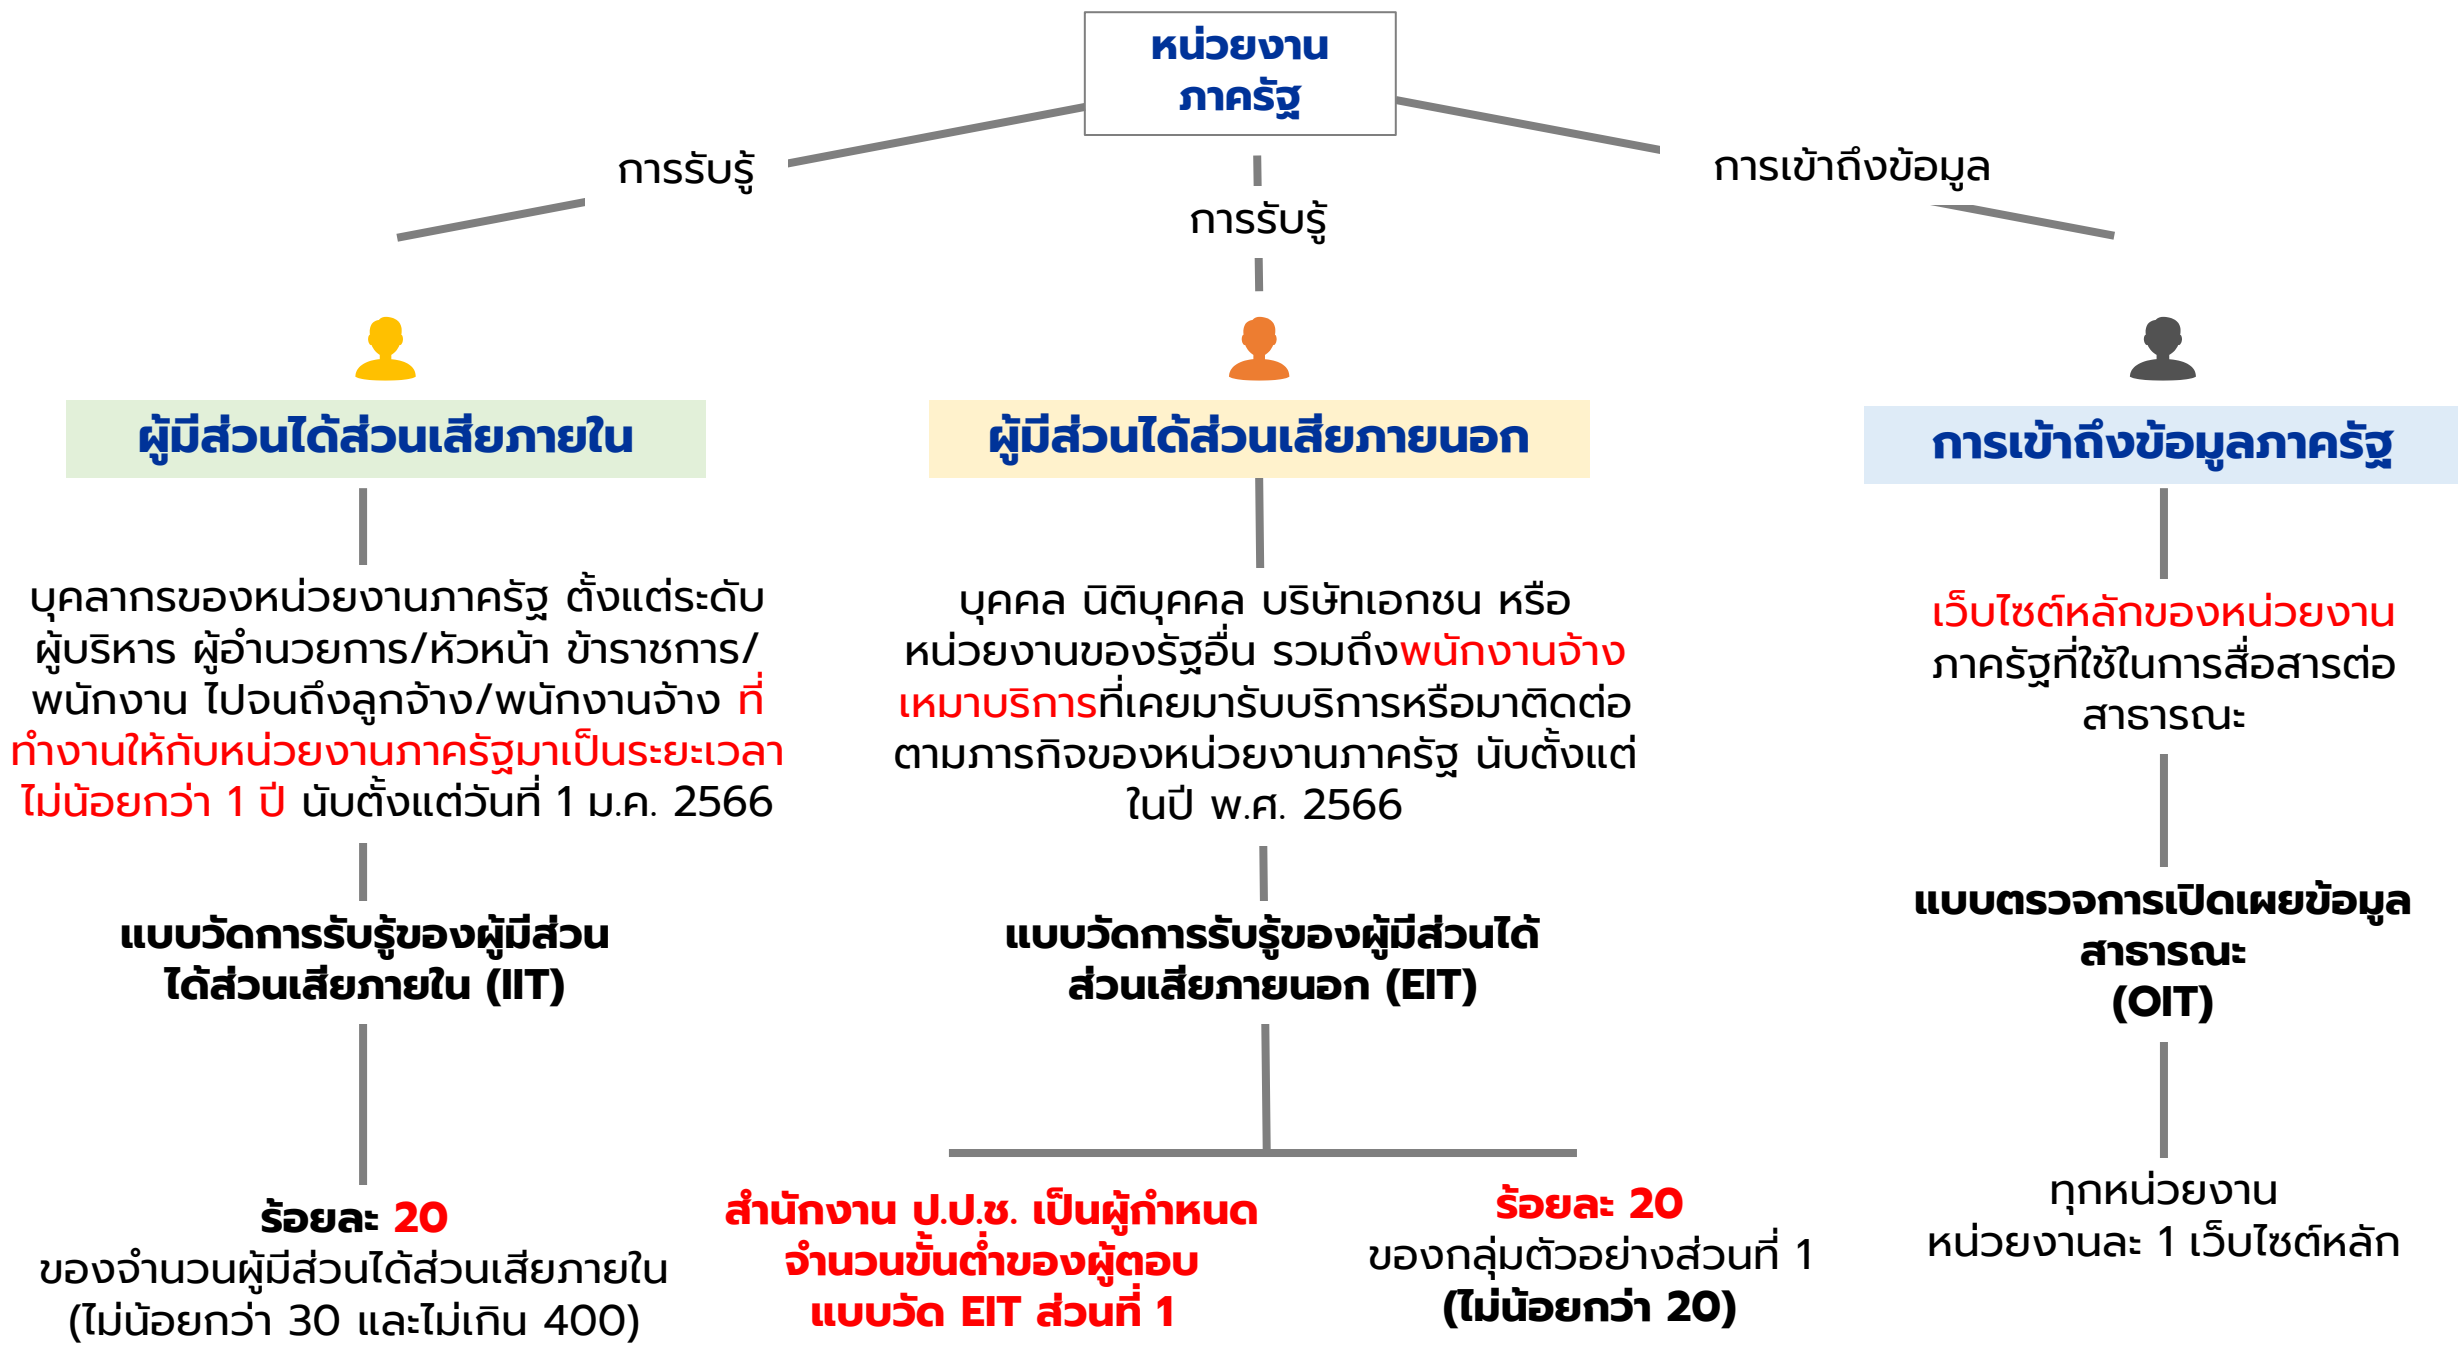 หน่วยงาน
ภาครัฐ
การรับรู้
การรับรู้
การเข้าถึงข้อมูล
ผู้มีส่วนได้ส่วนเสียภายใน
บุคลากรของหน่วยงานภาครัฐ ตั้งแต่ระดับ
ผู้บริหาร ผู้อำนวยการ/หัวหน้า ข้าราชการ/
พนักงาน ไปจนถึงลูกจ้าง/พนักงานจ้าง ที่
ทำงานให้กับหน่วยงานภาครัฐมาเป็นระยะเวลา
ไม่น้อยกว่า 1 ปี นับตั้งแต่วันที่ 1 ม.ค. 2566
แบบวัดการรับรู้ของผู้มีส่วน
ได้ส่วนเสียภายใน (IIT)
ร้อยละ 20
ของจำนวนผู้มีส่วนได้ส่วนเสียภายใน
(ไม่น้อยกว่า 30 และไม่เกิน 400)
ผู้มีส่วนได้ส่วนเสียภายนอก
บุคคล นิติบุคคล บริษัทเอกชน หรือ
หน่วยงานของรัฐอื่น รวมถึงพนักงานจ้าง
เหมาบริการที่เคยมารับบริการหรือมาติดต่อ
ตามภารกิจของหน่วยงานภาครัฐ นับตั้งแต่
ในปี พ.ศ. 2566
แบบวัดการรับรู้ของผู้มีส่วนได้
ส่วนเสียภายนอก (EIT)
สำนักงาน ป.ป.ช. เป็นผู้กำหนด
จำนวนขั้นต่ำของผู้ตอบ
แบบวัด EIT ส่วนที่ 1
ร้อยละ 20
ของกลุ่มตัวอย่างส่วนที่ 1
(ไม่น้อยกว่า 20)
การเข้าถึงข้อมูลภาครัฐ
เว็บไซต์หลักของหน่วยงาน
ภาครัฐที่ใช้ในการสื่อสารต่อ
สาธารณะ
แบบตรวจการเปิดเผยข้อมูล
สาธารณะ
(OIT)
ทุกหน่วยงาน
หน่วยงานละ 1 เว็บไซต์หลัก